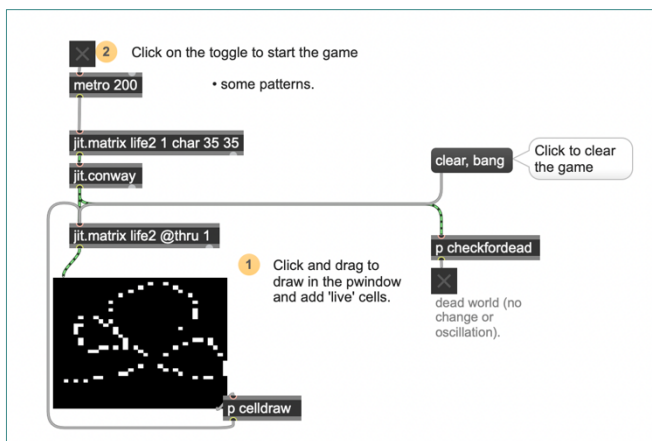 2
Click on the toggle to start the game
metro 200
• some patterns.
jit.matrix life2 1 char 35 35
jit.conway
clear, bang
Click to clear
the game
jit.matrix life2 @thru 1
p checkfordead
1
Click and drag to
draw in the pwindow
and add 'live' cells.
dead world (no
change or
oscillation).
p celldraw